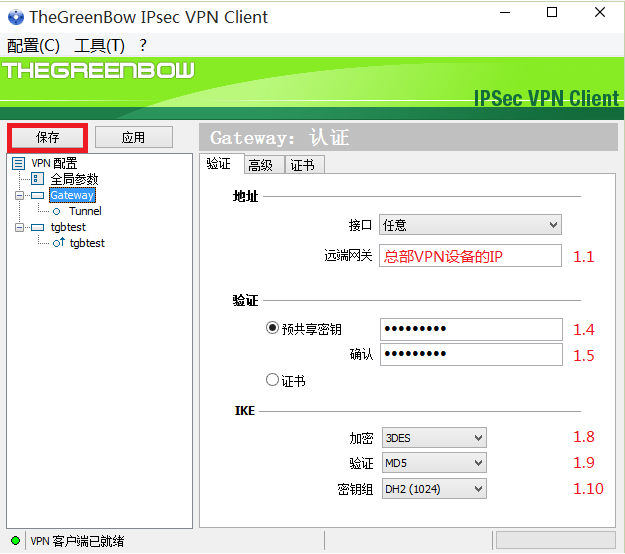 TheGreenBow IPsec VPN Client
配置(C) 工具(T) ?
THEGREENBOW
IPSec VPN Client
保存 应用
Gateway: 认证
VPN 配置
全局参数
Gateway
Tunnel
tgbtest
tgbtest
验证 高级 证书
地址
接口 任意
远端网关 总部VPN设备的IP 1.1
验证
预共享密钥 ••••••••• 1.4
确认 ••••••••• 1.5
证书
IKE
加密 3DES 1.8
验证 MD5 1.9
密钥组 DH2 (1024) 1.10
VPN 客户端已就绪